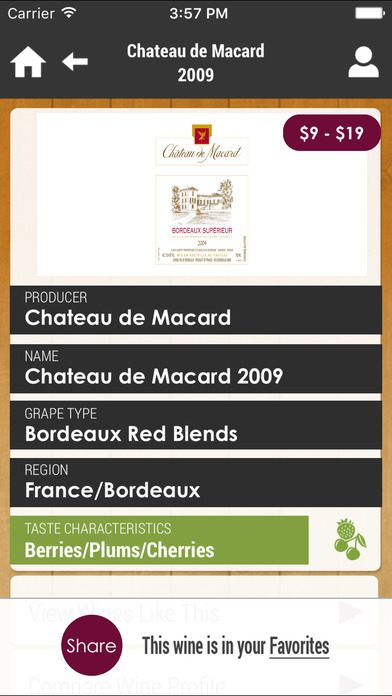 Carrier 3:57 PM
Chateau de Macard
2009
$9 - $19
Château de Macard
BORDEAUX SUPÉRIEUR
2009
PRODUCER
Chateau de Macard
NAME
Chateau de Macard 2009
GRAPE TYPE
Bordeaux Red Blends
REGION
France/Bordeaux
TASTE CHARACTERISTICS
Berries/Plums/Cherries
View Wines Like This
Share This wine is in your Favorites
Compare Wine Profile